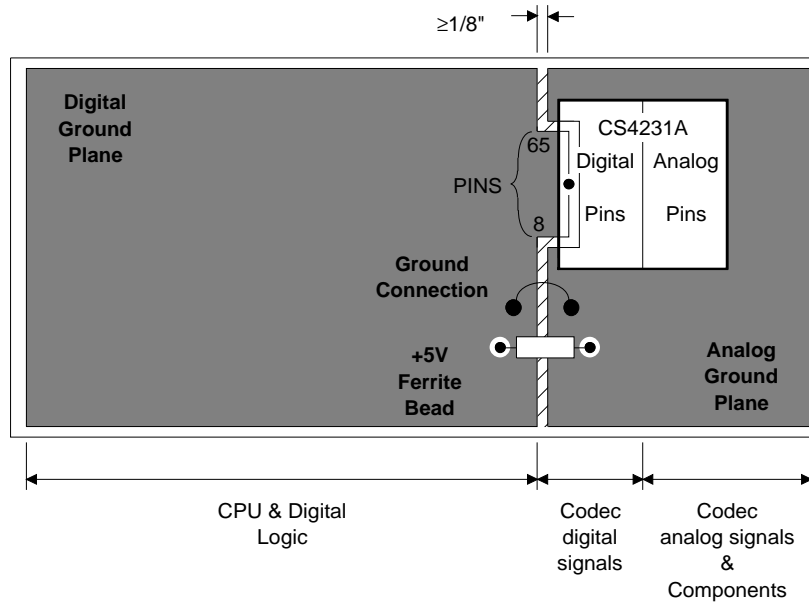 ≥1/8"
Digital
Ground
Plane
CS4231A
65
Digital
Analog
PINS
8
Pins
Pins
Ground
Connection
+5V
Ferrite
Bead
Analog
Ground
Plane
CPU & Digital
Logic
Codec
digital
signals
Codec
analog signals
&
Components